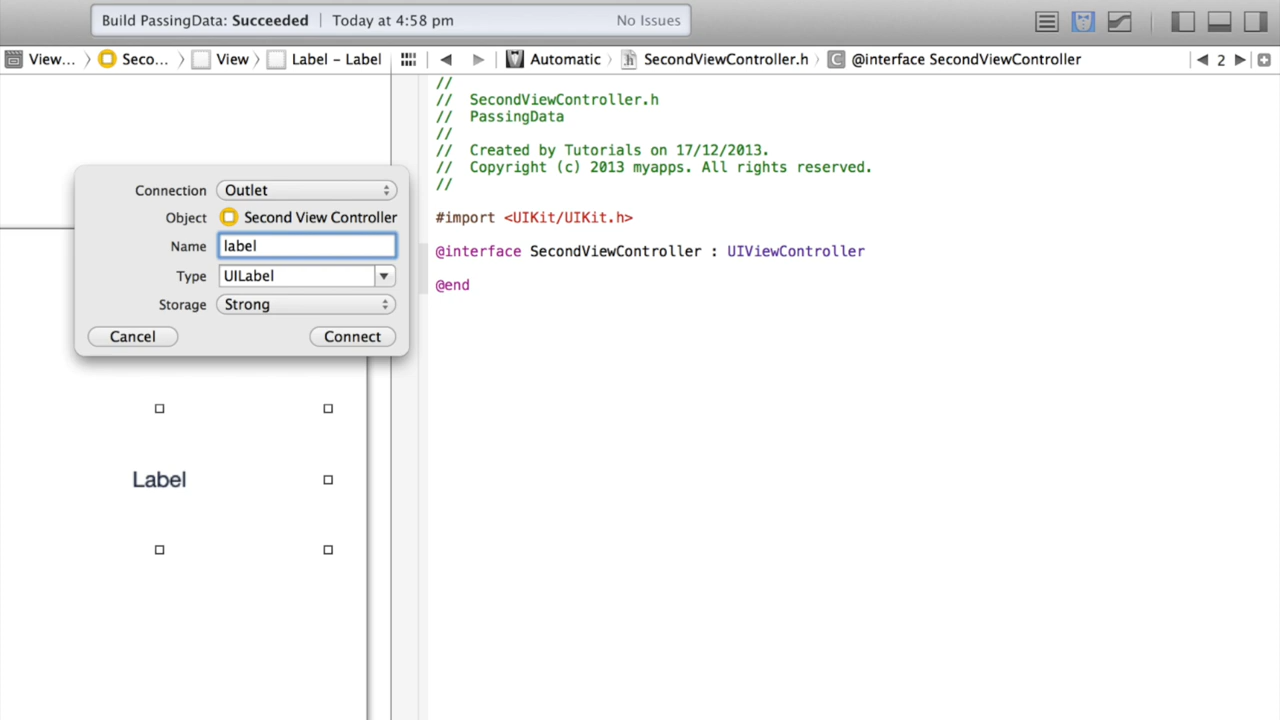 Build PassingData: Succeeded | Today at 4:58 pm No Issues
View... Seco... View Label – Label Automatic SecondViewController.h @interface SecondViewController 2
//
// SecondViewController.h
// PassingData
//
// Created by Tutorials on 17/12/2013.
// Copyright (c) 2013 myapps. All rights reserved.
//
#import <UIKit/UIKit.h>
@interface SecondViewController : UIViewController
@end
Connection Outlet
Object Second View Controller
Name label
Type UILabel
Storage Strong
Cancel Connect
Label